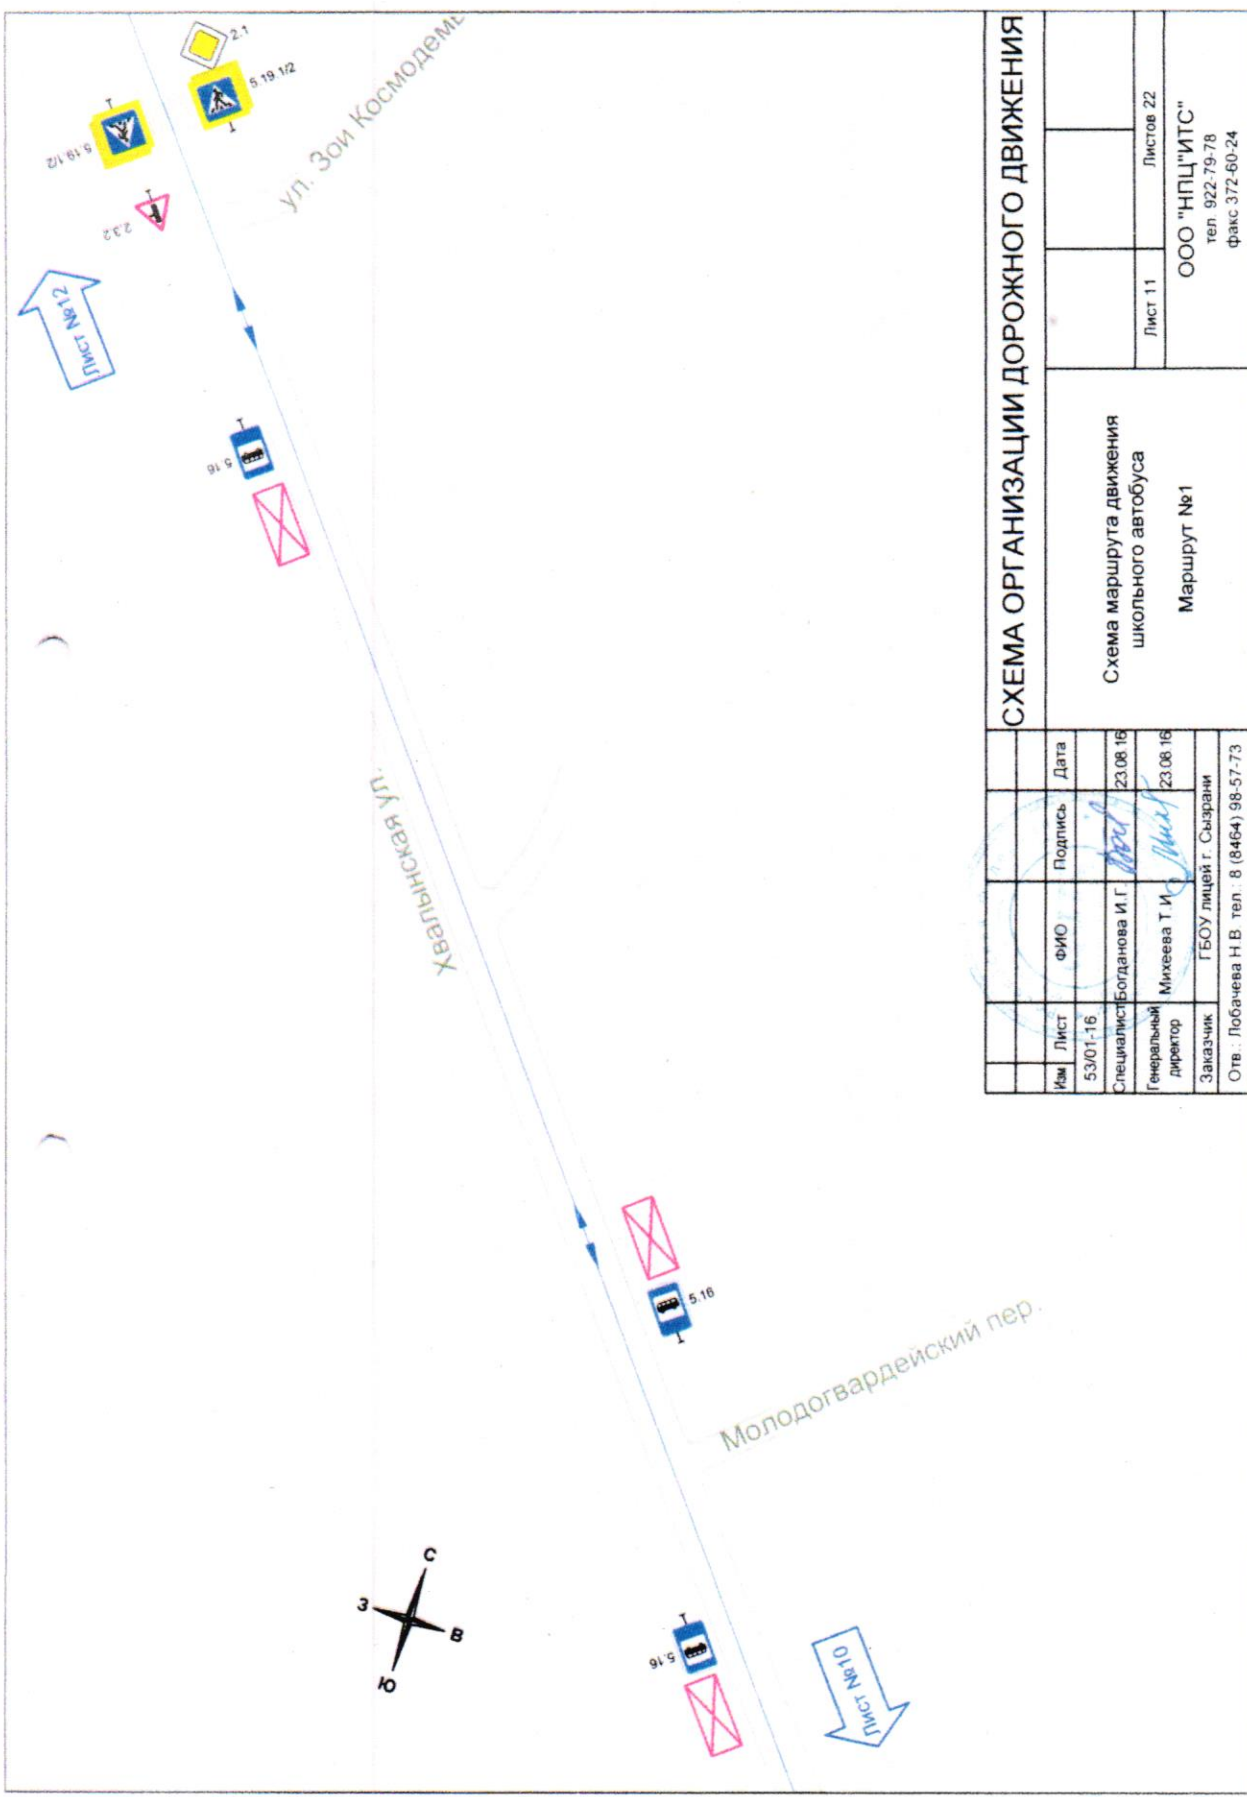 2.1
5.19.1/2
5.19.1/2
2.3.2
ул. Зои Космодемь
Лист №12
5.16
Хвалынская ул.
5.16
Молодогвардейский пер.
С
З
В
Ю
5.16
Лист №10
СХЕМА ОРГАНИЗАЦИИ ДОРОЖНОГО ДВИЖЕНИЯ
Изм Лист ФИО Подпись Дата
53/01-16
Специалист Богданова И.Г. 23.08.16
Генеральный
директор
Михеева Т.И. 23.08.16
Заказчик ГБОУ лицей г. Сызрани
Отв.: Лобачева Н.В. тел.: 8 (8464) 98-57-73
Схема маршрута движения
школьного автобуса
Маршрут №1
Лист 11 Листов 22
ООО "НПЦ"ИТС"
тел. 922-79-78
факс 372-60-24